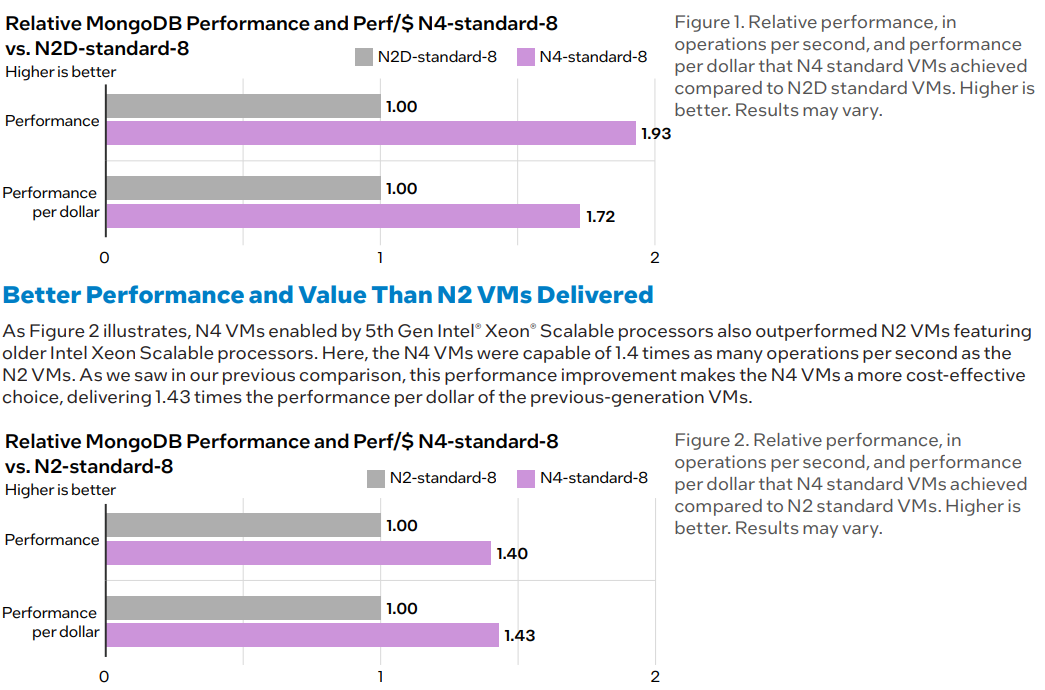 Relative MongoDB Performance and Perf/$ N4-standard-8
vs. N2D-standard-8
Higher is better
N2D-standard-8
N4-standard-8
Performance
1.00
1.93
Performance
per dollar
1.00
1.72
0
1
2
Figure 1. Relative performance, in
operations per second, and performance
per dollar that N4 standard VMs achieved
compared to N2D standard VMs. Higher is
better. Results may vary.
Better Performance and Value Than N2 VMs Delivered
As Figure 2 illustrates, N4 VMs enabled by 5th Gen Intel® Xeon® Scalable processors also outperformed N2 VMs featuring
older Intel Xeon Scalable processors. Here, the N4 VMs were capable of 1.4 times as many operations per second as the
N2 VMs. As we saw in our previous comparison, this performance improvement makes the N4 VMs a more cost-effective
choice, delivering 1.43 times the performance per dollar of the previous-generation VMs.
Relative MongoDB Performance and Perf/$ N4-standard-8
vs. N2-standard-8
Higher is better
N2-standard-8
N4-standard-8
Performance
1.00
1.40
Performance
per dollar
1.00
1.43
0
1
2
Figure 2. Relative performance, in
operations per second, and performance
per dollar that N4 standard VMs achieved
compared to N2 standard VMs. Higher is
better. Results may vary.